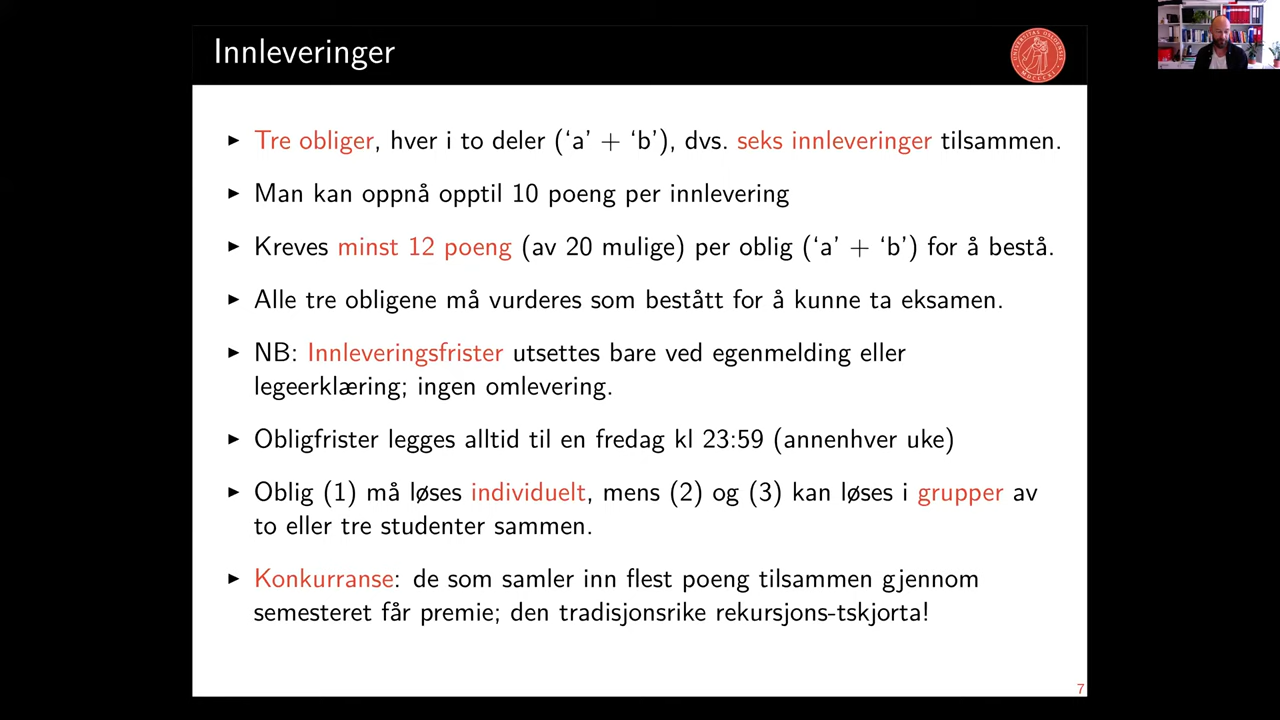 Innleveringer
UNIVERSITAS OSLOENSIS
MDCCCXI
▶ Tre obliger, hver i to deler (‘a’ + ‘b’), dvs. seks innleveringer tilsammen.
▶ Man kan oppnå opptil 10 poeng per innlevering
▶ Kreves minst 12 poeng (av 20 mulige) per oblig (‘a’ + ‘b’) for å bestå.
▶ Alle tre obligene må vurderes som bestått for å kunne ta eksamen.
▶ NB: Innleveringsfrister utsettes bare ved egenmelding eller
legeerklæring; ingen omlevering.
▶ Obligfrister legges alltid til en fredag kl 23:59 (annenhver uke)
▶ Oblig (1) må løses individuelt, mens (2) og (3) kan løses i grupper av
to eller tre studenter sammen.
▶ Konkurranse: de som samler inn flest poeng tilsammen gjennom
semesteret får premie; den tradisjonsrike rekursjons-tskjorta!
7